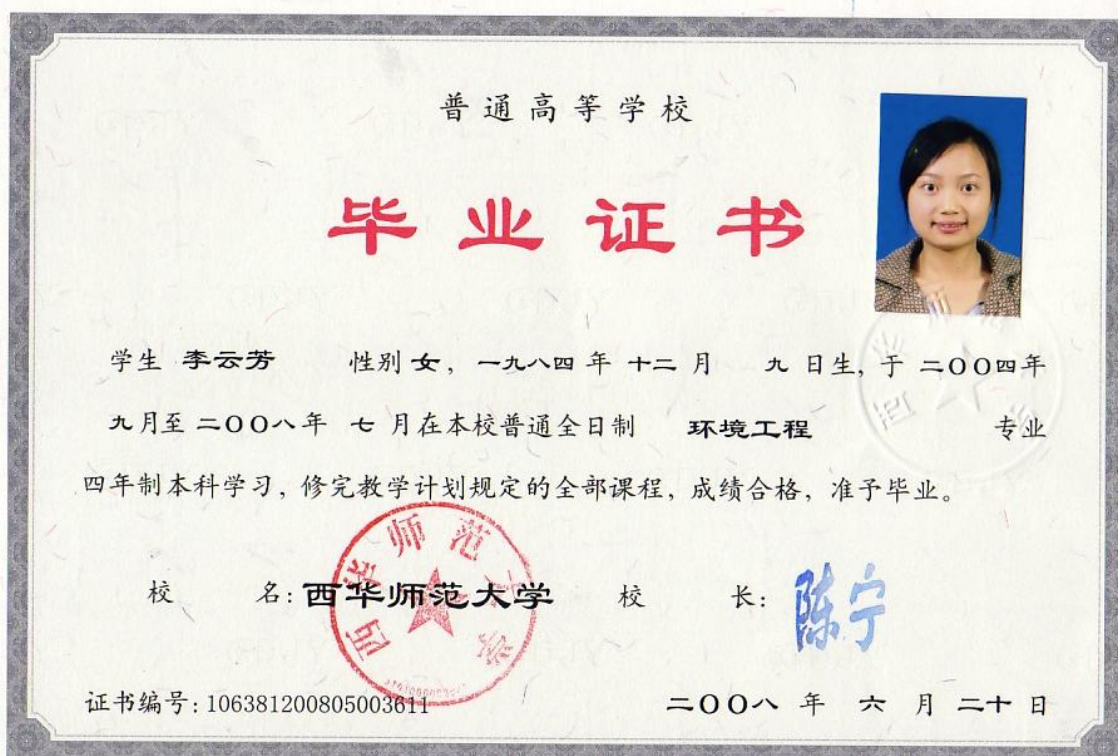 普通高等学校
毕业证书
学生 李云芳 性别 女，一九八四 年 十二 月 九 日生，于 二OO四年
九月至 二OO八年 七 月在本校普通全日制 环境工程 专业
四年制本科学习，修完教学计划规定的全部课程，成绩合格，准予毕业。
校 名：西华师范大学 校 长：陈宁
西华师范大学
证书编号：106381200805003611 二OO八 年 六 月 二十 日